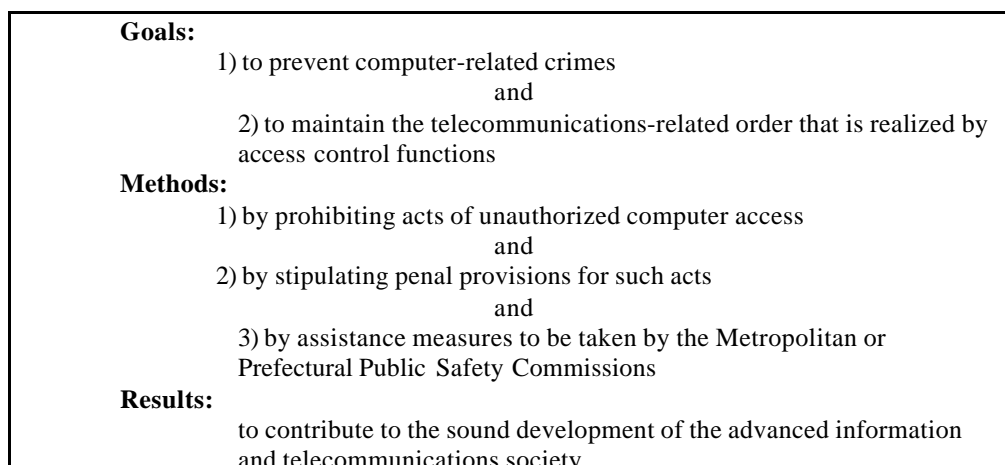 Goals:
1) to prevent computer-related crimes
and
2) to maintain the telecommunications-related order that is realized by
access control functions
Methods:
1) by prohibiting acts of unauthorized computer access
and
2) by stipulating penal provisions for such acts
and
3) by assistance measures to be taken by the Metropolitan or
Prefectural Public Safety Commissions
Results:
to contribute to the sound development of the advanced information
and telecommunications society